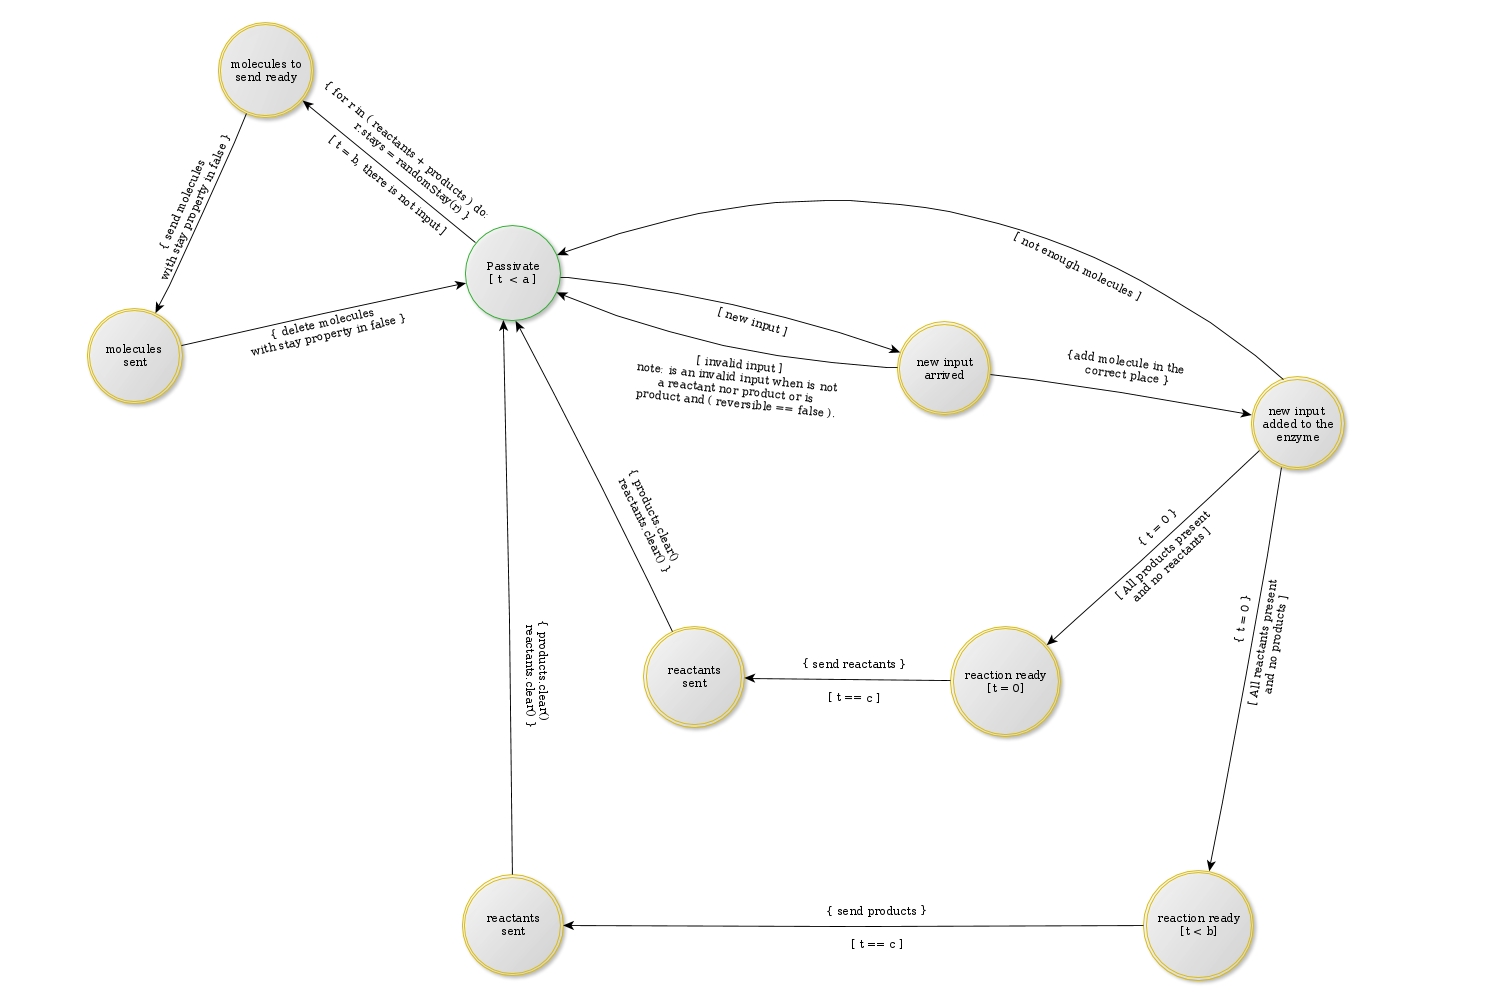 molecules to
send ready
{ for r in ( reactants + products ) do:
r.stays = randomStay(r) }
[ t = b, there is not input ]
{ send molecules
with stay property in false }
Passivate
[ t < a ]
[ not enough molecules ]
molecules
sent
{ delete molecules
with stay property in false }
[ new input ]
new input
arrived
[ invalid input ]
note: is an invalid input when is not
a reactant nor product or is
product and ( reversible == false ).
{add molecule in the
correct place }
new input
added to the
enzyme
{ products.clear()
reactants.clear() }
{ t = 0 }
[ All products present
and no reactants ]
{ t = 0 }
[ All reactants present
and no products ]
{ products.clear()
reactants.clear() }
reactants
sent
{ send reactants }
[ t == c ]
reaction ready
[t = 0]
reactants
sent
{ send products }
[ t == c ]
reaction ready
[t < b]